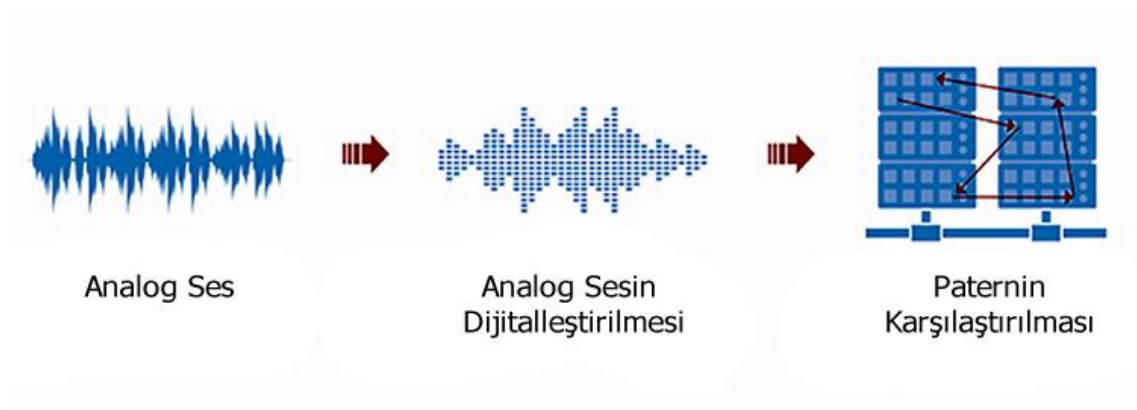 Analog Ses
Analog Sesin
Dijitalleştirilmesi
Paternin
Karşılaştırılması